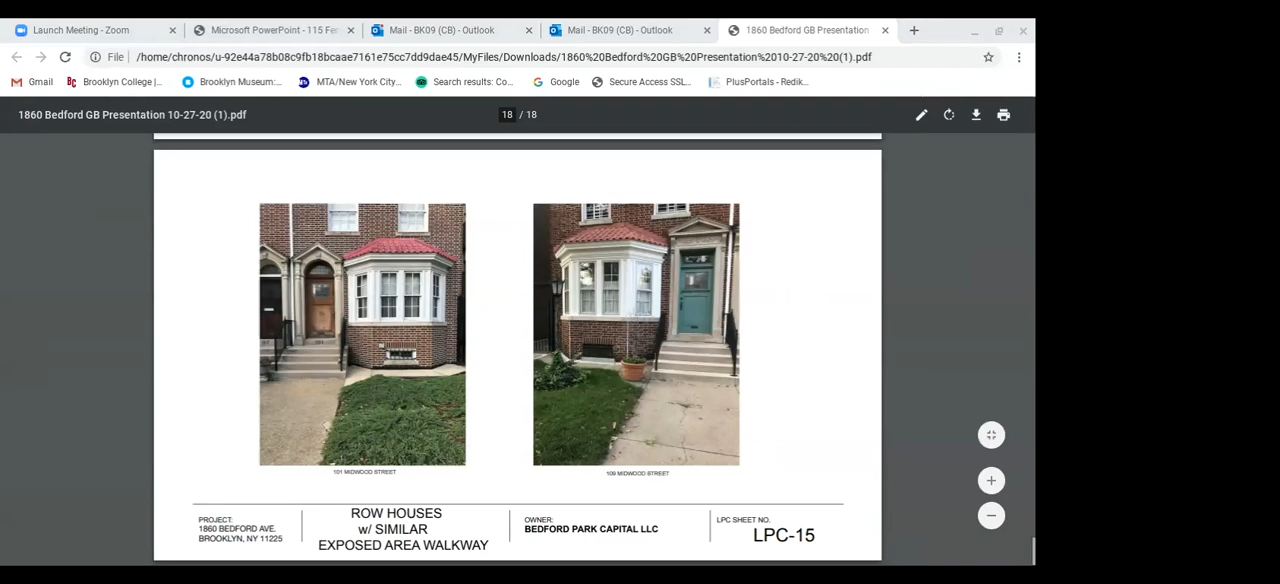 Launch Meeting - Zoom
Microsoft PowerPoint - 115 Fer
Mail - BK09 (CB) - Outlook
Mail - BK09 (CB) - Outlook
1860 Bedford GB Presentation
File
/home/chronos/u-92e44a78b08c9fb18bcaae7161e75cc7dd9dae45/MyFiles/Downloads/1860%20Bedford%20GB%20Presentation%2010-27-20%20(1).pdf
Gmail
Brooklyn College |...
Brooklyn Museum:...
MTA/New York City...
Search results: Co...
Google
Secure Access SSL...
PlusPortals - Redik...
1860 Bedford GB Presentation 10-27-20 (1).pdf
18 / 18
101 MIDWOOD STREET
109 MIDWOOD STREET
PROJECT:
1860 BEDFORD AVE.
BROOKLYN, NY 11225
ROW HOUSES
w/ SIMILAR
EXPOSED AREA WALKWAY
OWNER:
BEDFORD PARK CAPITAL LLC
LPC SHEET NO.
LPC-15